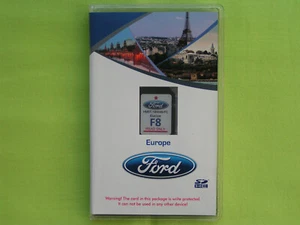 Ford
F8
Europe
Ford
Warning! The card in this package is write protected
it can not be used in any other device!